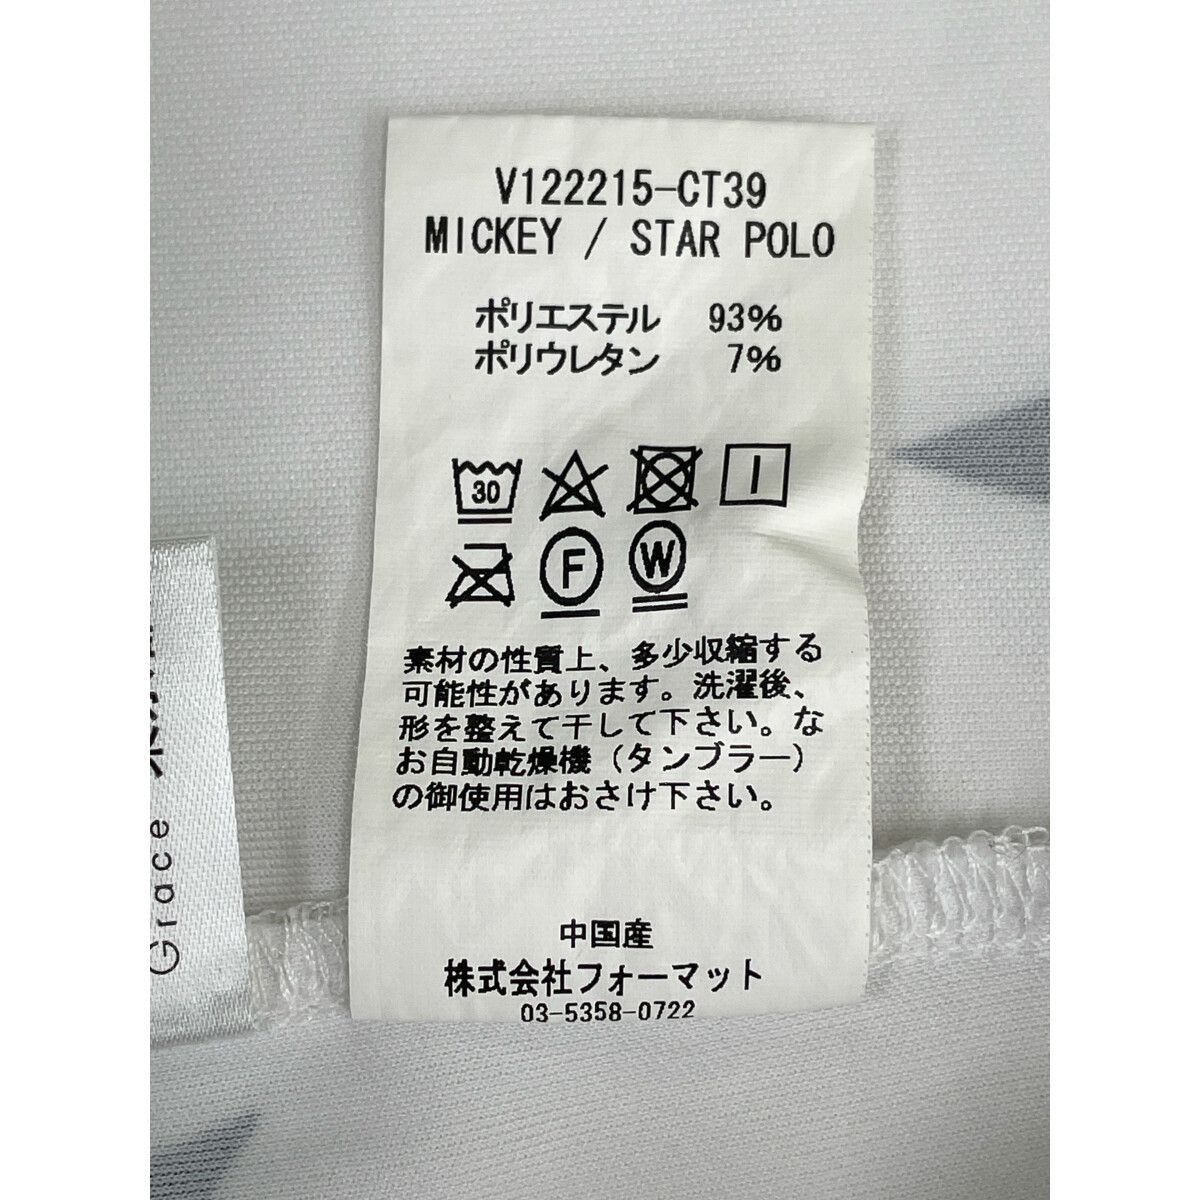 V122215-CT39
MICKEY / STAR POLO
ポリエステル 93%
ポリウレタン 7%
30
F
W
素材の性質上、多少収縮する
可能性があります。洗濯後、
形を整えて干して下さい。な
お自動乾燥機（タンブラー）
の御使用はおさけ下さい。
中国産
株式会社フォーマット
03-5358-0722
Grace